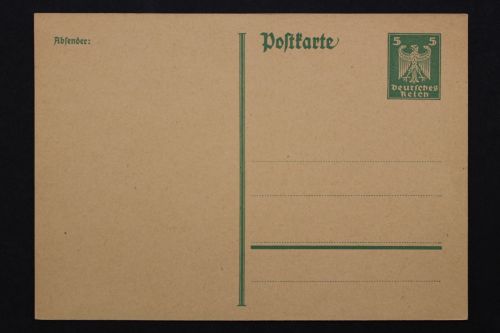 Absender:
Postkarte
5 5
Deutsches
Reich